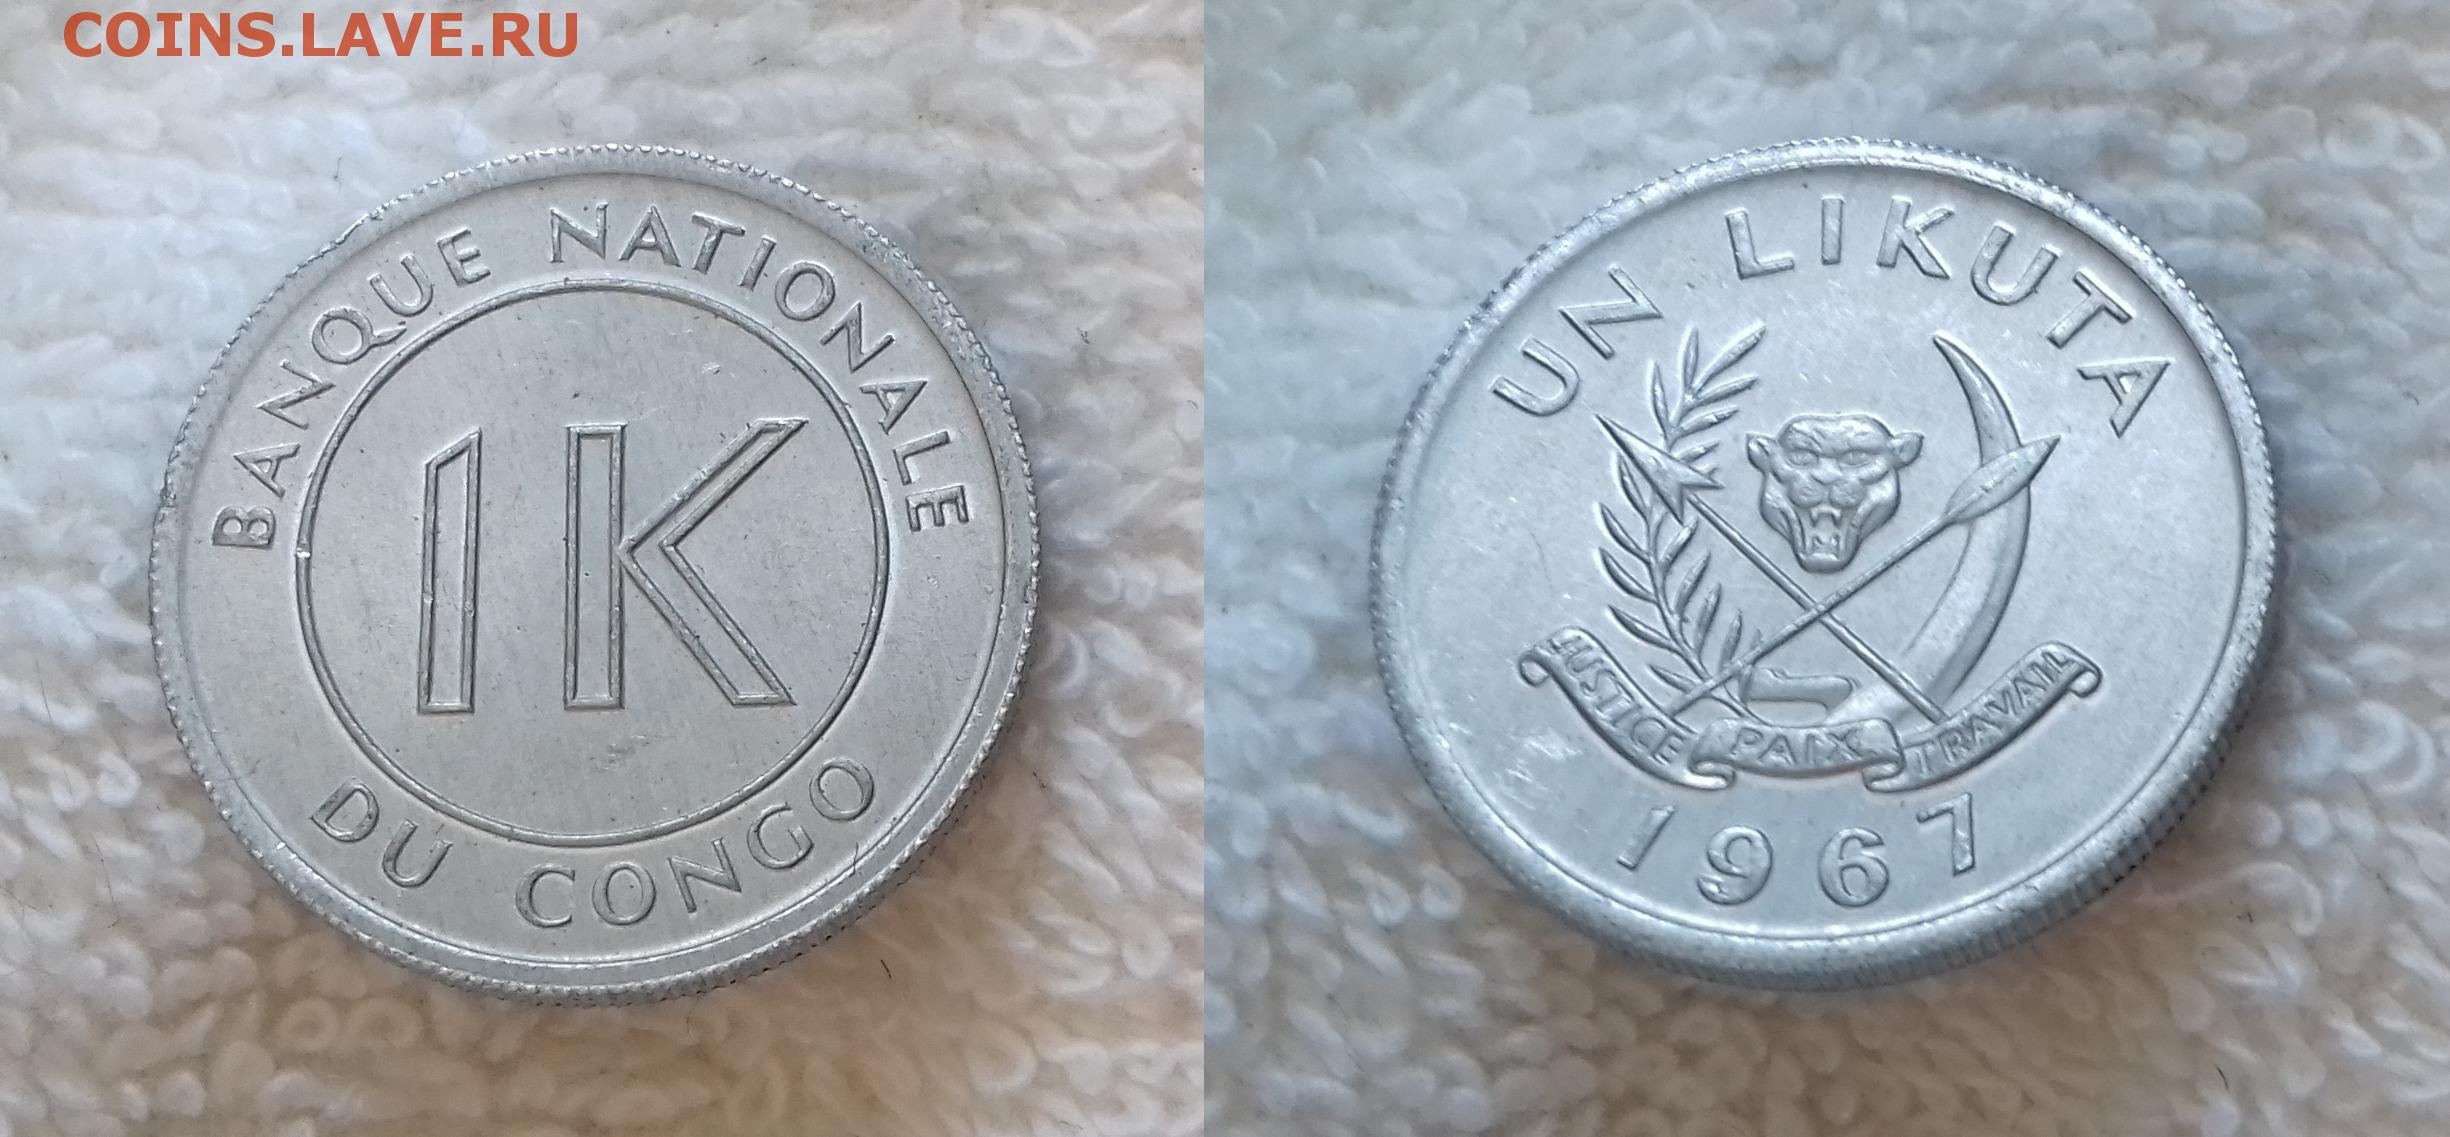 COINS.LAVE.RU
BANQUE NATIONALE
1K
DU CONGO
UN LIKUTA
JUSTICE PAIX TRAVAIL
1967